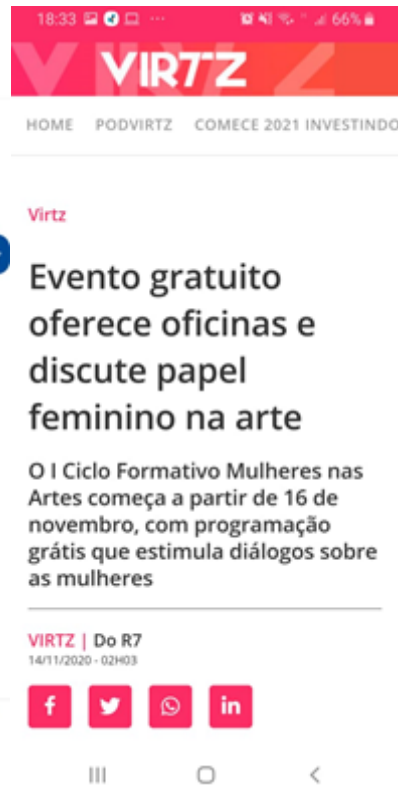 18:33 66%
VIRTZ
HOME PODVIRTZ COMECE 2021 INVESTINDO
Virtz
Evento gratuito
oferece oficinas e
discute papel
feminino na arte
O I Ciclo Formativo Mulheres nas
Artes começa a partir de 16 de
novembro, com programação
grátis que estimula diálogos sobre
as mulheres
VIRTZ | Do R7
14/11/2020 - 02H03